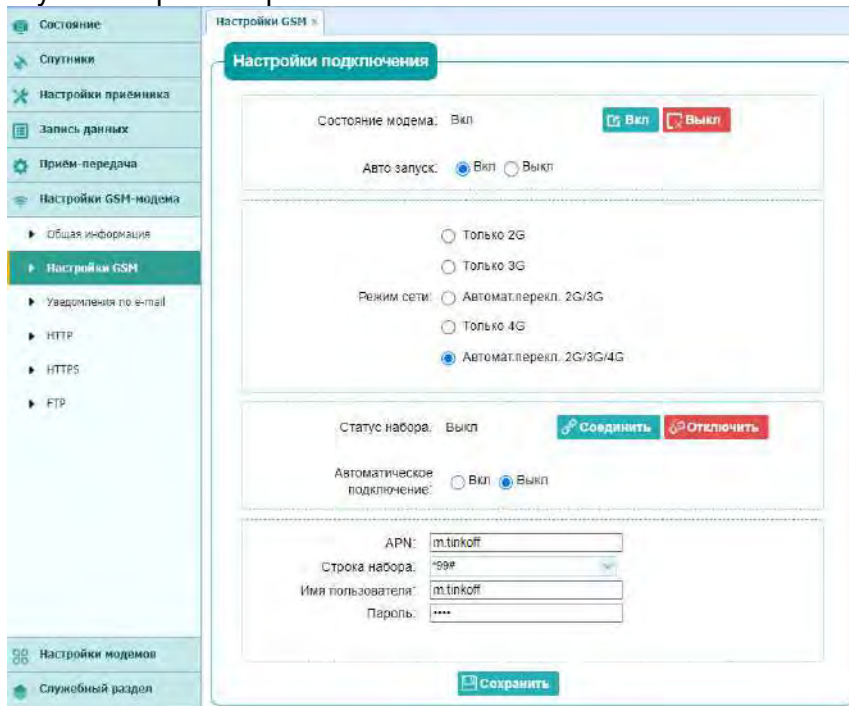 Состояние
Спутники
Настройки приёмника
Запись данных
Приём-передача
Настройки GSM-модема
Общая информация
Настройки GSM
Уведомления по e-mail
HTTP
HTTPS
FTP
Настройки модемов
Служебный раздел
Настройки GSM ×
Настройки подключения
Состояние модема: Вкл Вкл Выкл
Авто запуск: Вкл Выкл
Только 2G
Только 3G
Режим сети: Автомат.перекл. 2G/3G
Только 4G
Автомат.перекл. 2G/3G/4G
Статус набора: Выкл Соединить Отключить
Автоматическое
подключение: Вкл Выкл
APN: m.tinkoff
Строка набора: *99#
Имя пользователя: m.tinkoff
Пароль: ••••
Сохранить